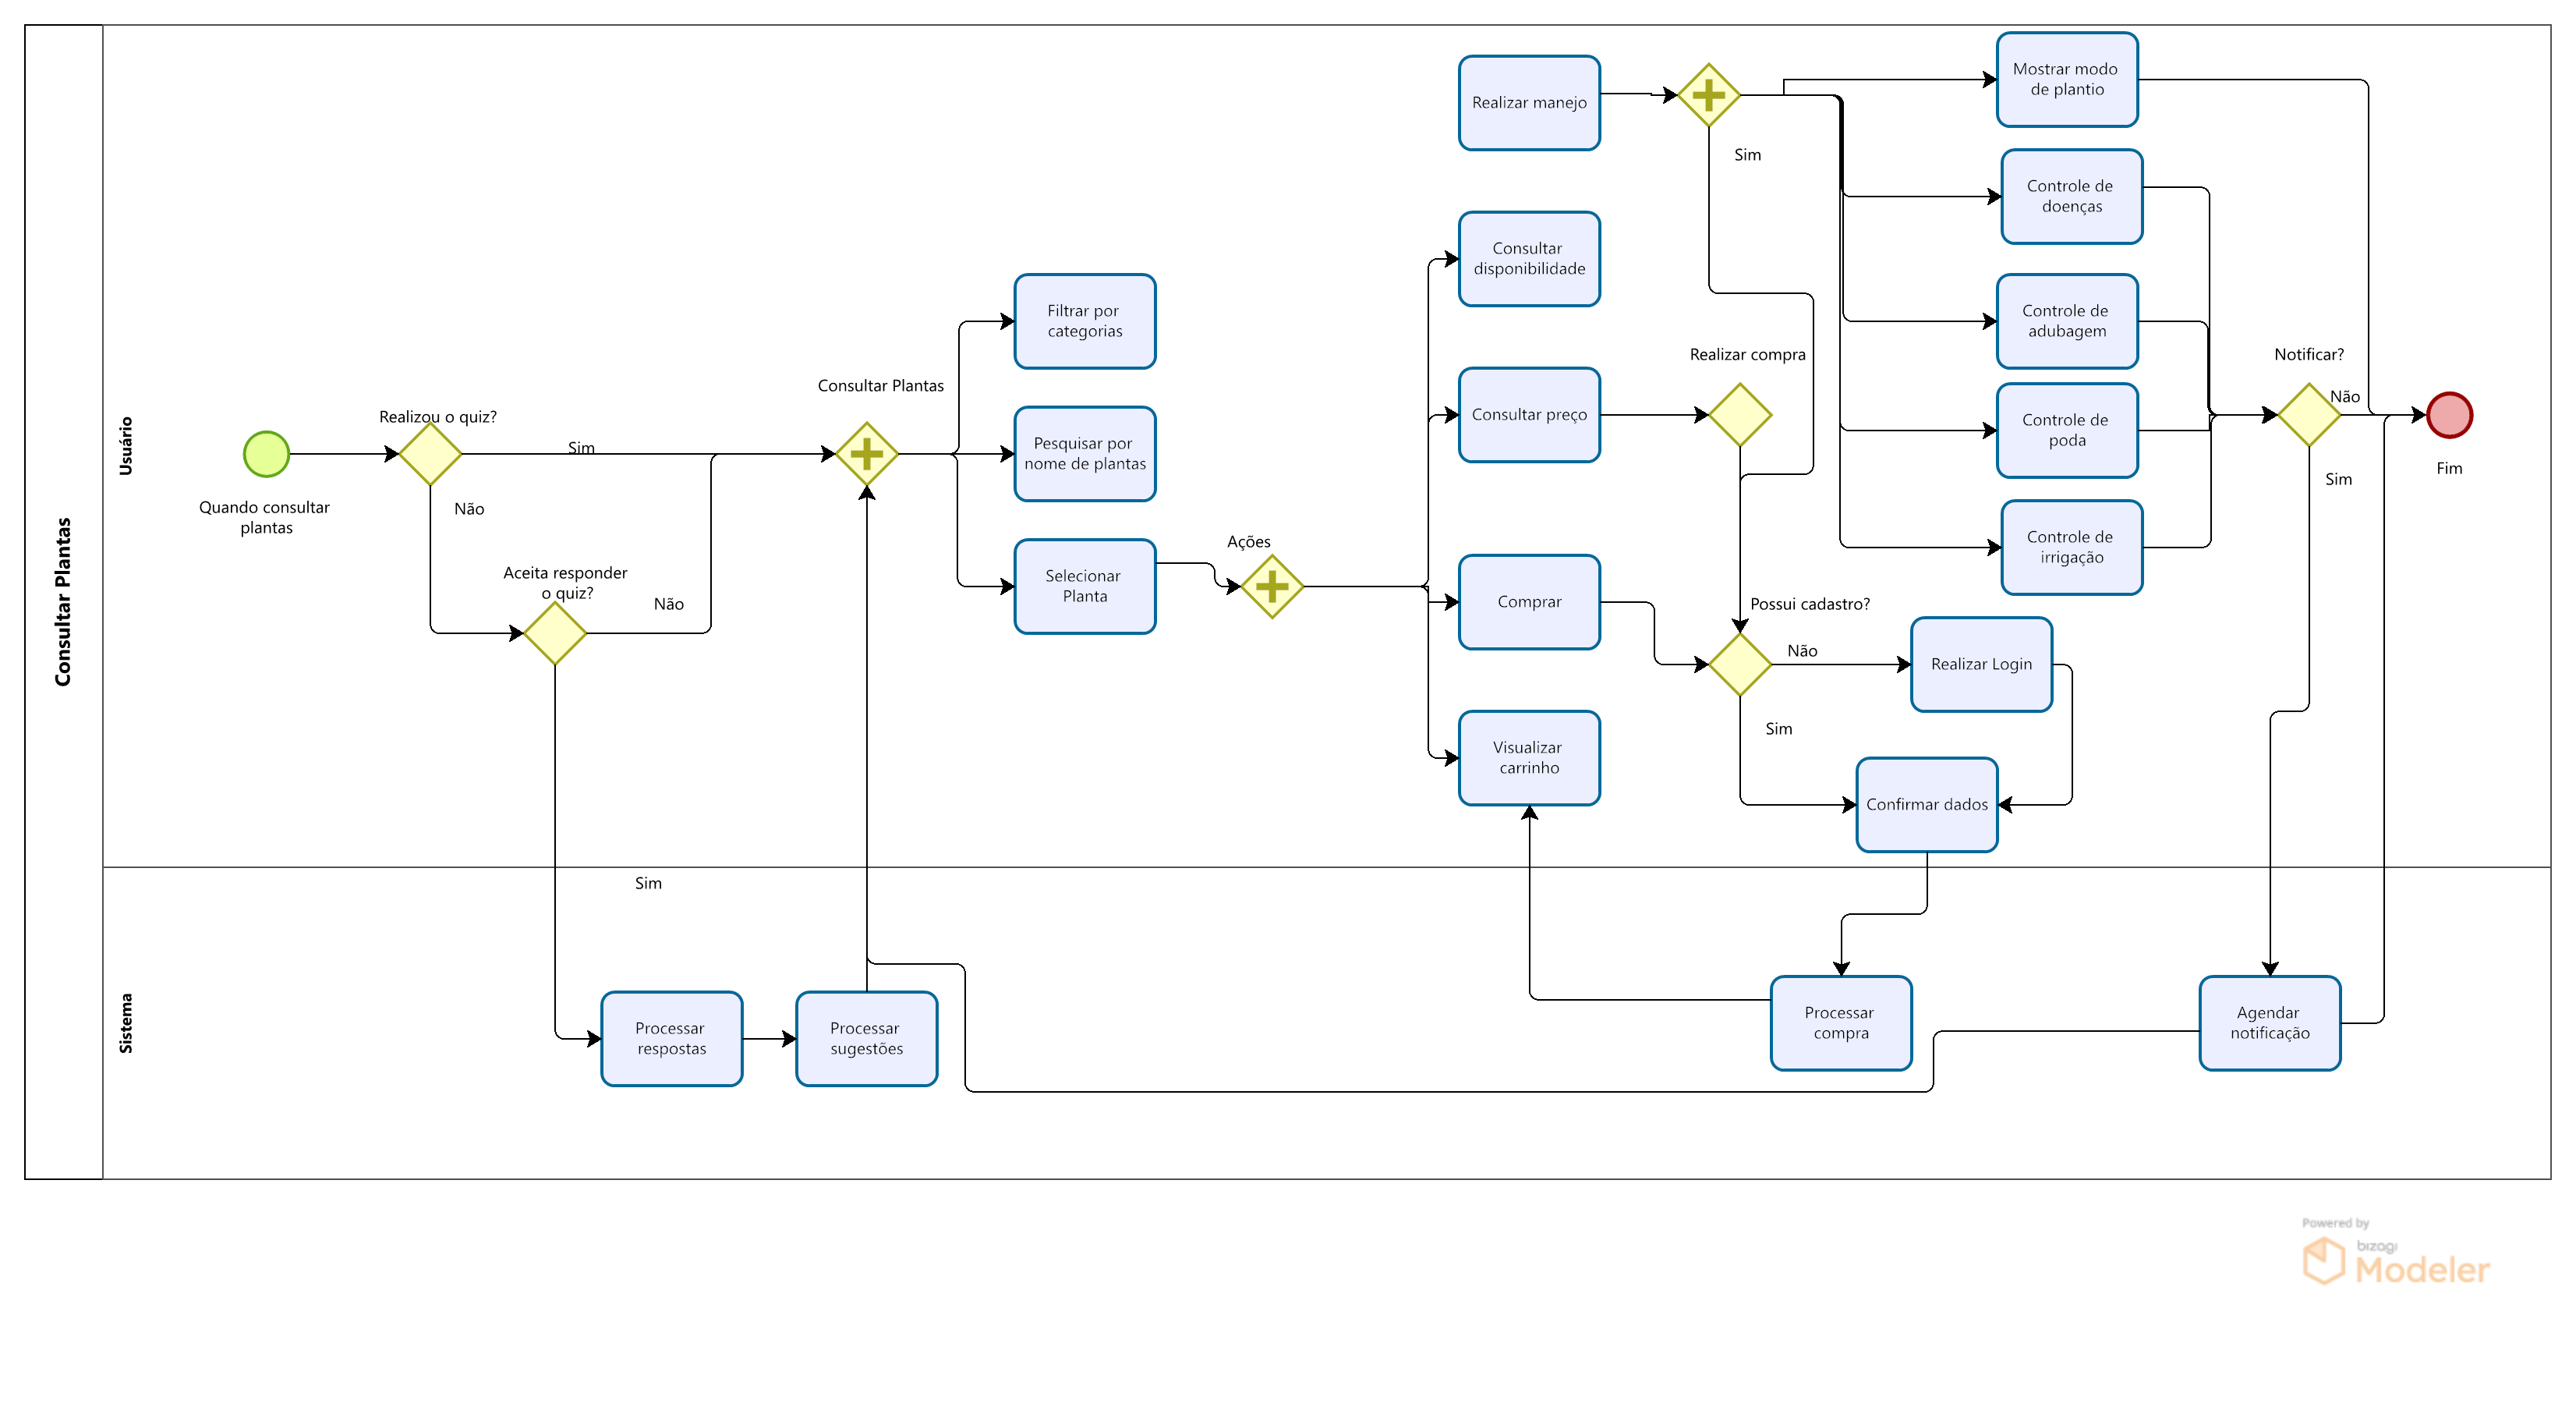 Consultar Plantas
Usuário
Sistema
Quando consultar
plantas
Realizou o quiz?
Sim
Não
Aceita responder
o quiz?
Não
Sim
Processar
respostas
Processar
sugestões
Consultar Plantas
Filtrar por
categorias
Pesquisar por
nome de plantas
Selecionar
Planta
Ações
Realizar manejo
Consultar
disponibilidade
Consultar preço
Comprar
Visualizar
carrinho
Sim
Realizar compra
Possui cadastro?
Não
Sim
Realizar Login
Confirmar dados
Processar
compra
Mostrar modo
de plantio
Controle de
doenças
Controle de
adubagem
Controle de
poda
Controle de
irrigação
Notificar?
Não
Sim
Agendar
notificação
Fim
Powered by
bizagi
Modeler